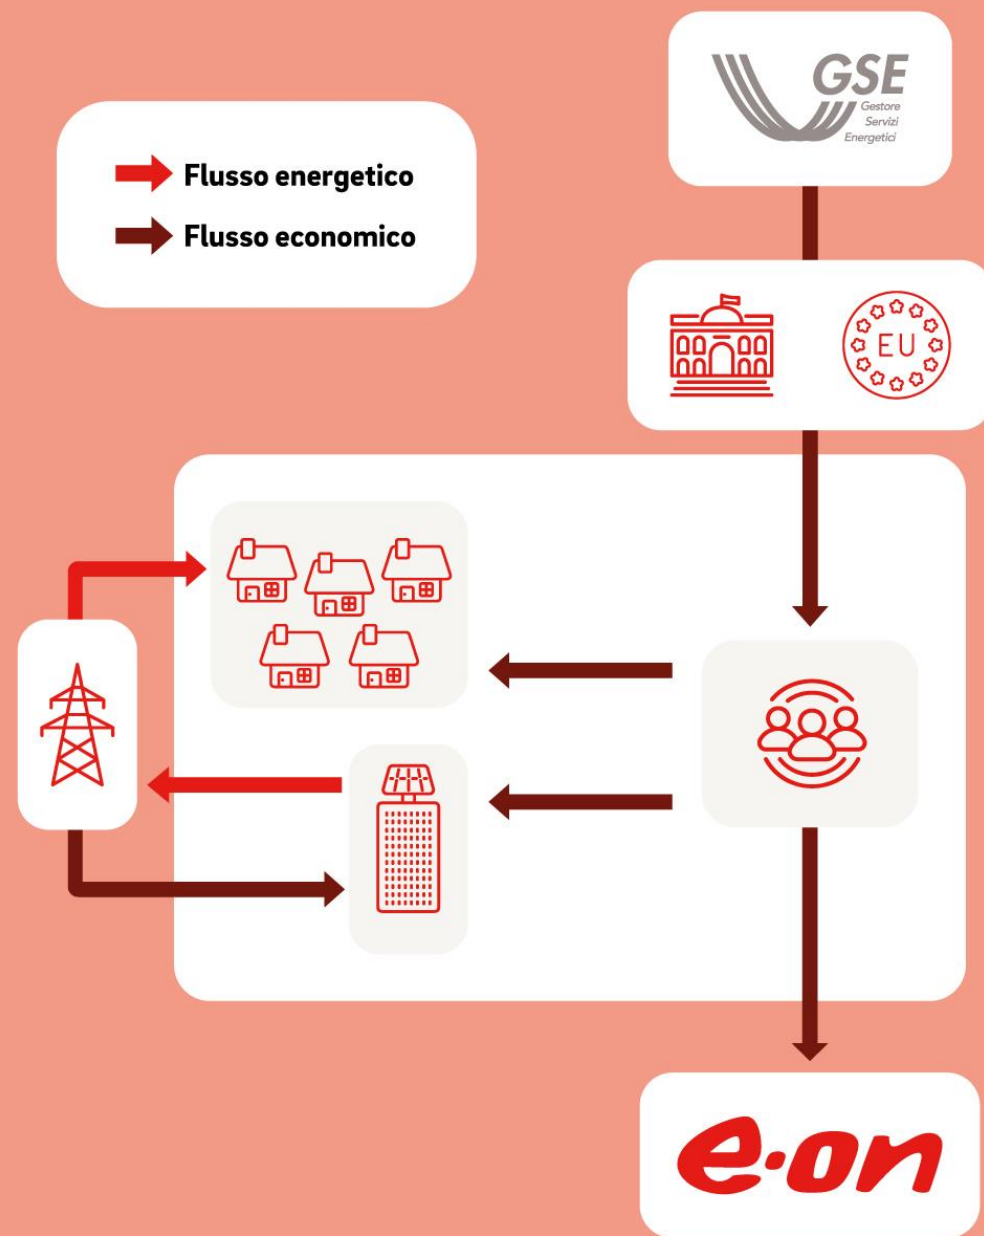 GSE
Gestore
Servizi
Energetici
Flusso energetico
Flusso economico
EU
e·on